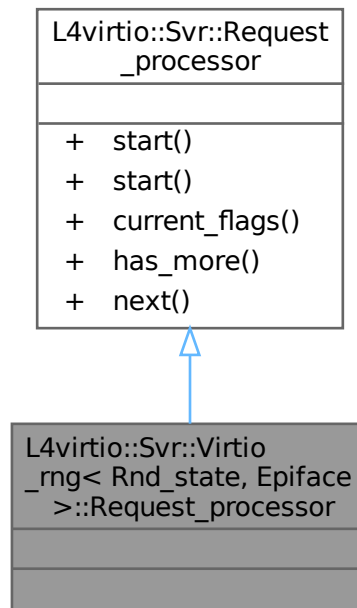 L4virtio::Svr::Request
_processor
+ start()
+ start()
+ current_flags()
+ has_more()
+ next()
L4virtio::Svr::Virtio
_rng< Rnd_state, Epiface
>::Request_processor